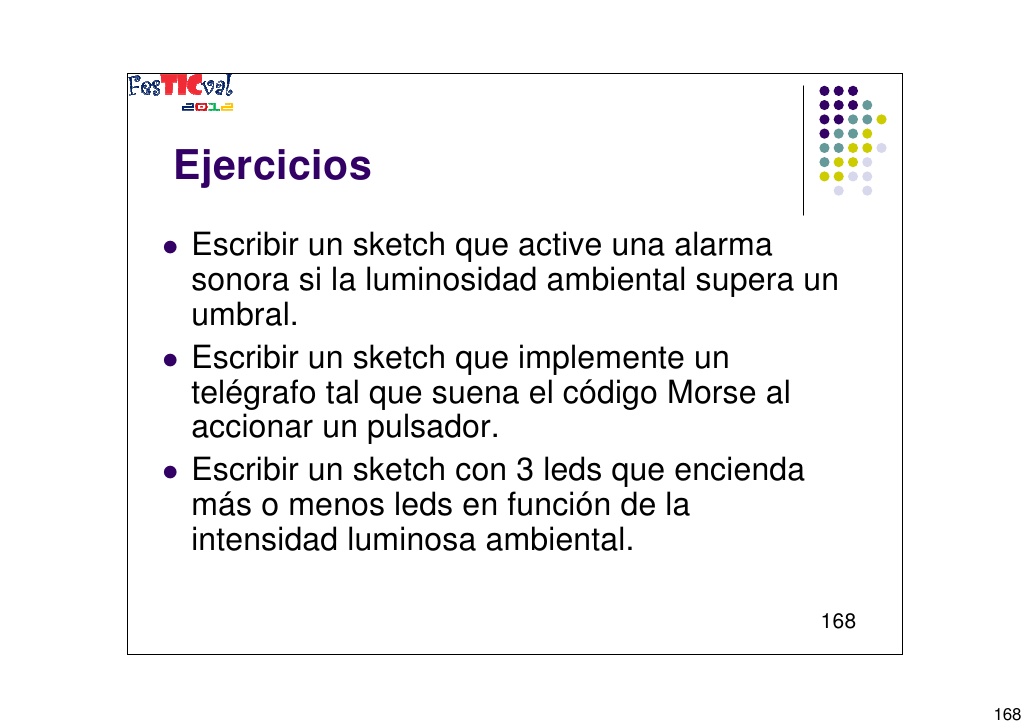 FesTICval
2012
Ejercicios
● Escribir un sketch que active una alarma
sonora si la luminosidad ambiental supera un
umbral.
● Escribir un sketch que implemente un
telégrafo tal que suena el código Morse al
accionar un pulsador.
● Escribir un sketch con 3 leds que encienda
más o menos leds en función de la
intensidad luminosa ambiental.
168
168